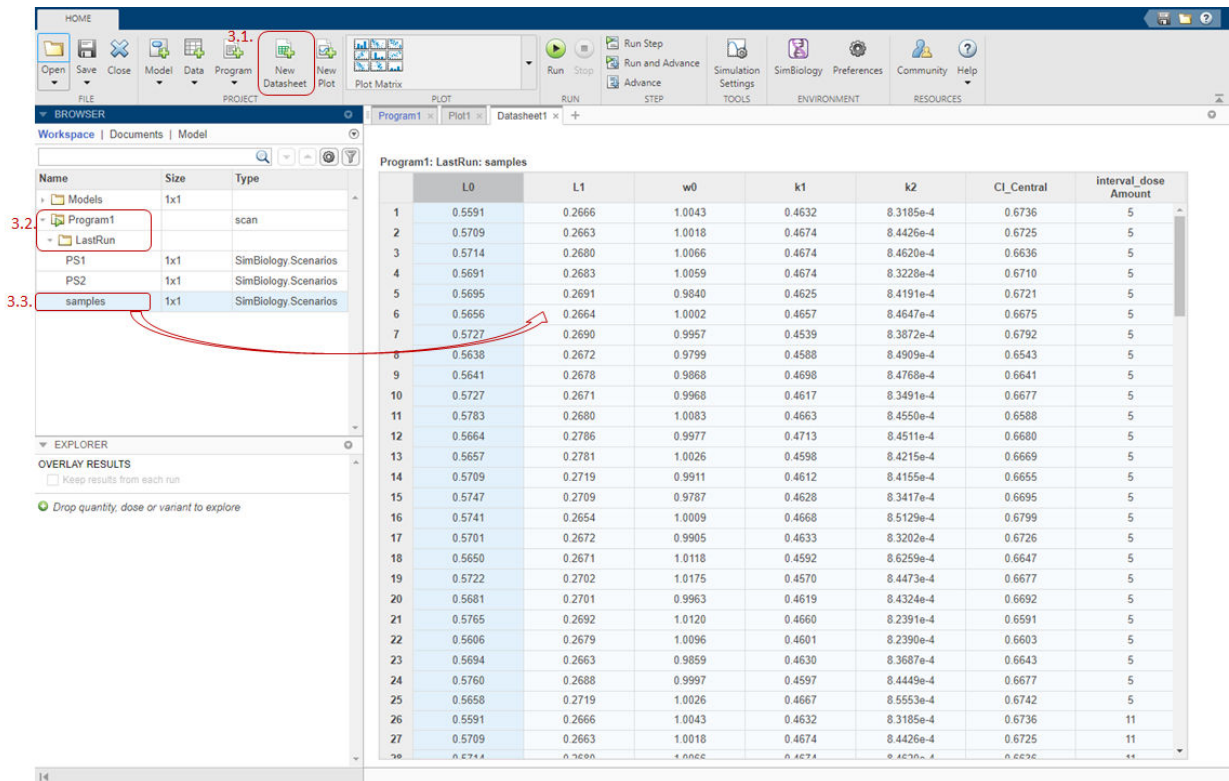 HOME
3.1.
Open Save Close Model Data Program New Datasheet New Plot Plot Matrix Run Stop Run Step Run and Advance Advance Simulation Settings SimBiology Preferences Community Help
FILE PROJECT PLOT RUN STEP TOOLS ENVIRONMENT RESOURCES
BROWSER
Workspace | Documents | Model
Name Size Type
Models 1x1
3.2. Program1 scan
LastRun
PS1 1x1 SimBiology.Scenarios
PS2 1x1 SimBiology.Scenarios
3.3. samples 1x1 SimBiology.Scenarios
EXPLORER
OVERLAY RESULTS
Keep results from each run
Drop quantity, dose or variant to explore
Program1 × Plot1 × Datasheet1 × +
Program1: LastRun: samples
L0 L1 w0 k1 k2 Cl_Central interval_dose Amount
1 0.5591 0.2666 1.0043 0.4632 8.3185e-4 0.6736 5
2 0.5709 0.2663 1.0018 0.4674 8.4426e-4 0.6725 5
3 0.5714 0.2680 1.0066 0.4674 8.4620e-4 0.6636 5
4 0.5691 0.2683 1.0059 0.4674 8.3228e-4 0.6710 5
5 0.5695 0.2691 0.9840 0.4625 8.4191e-4 0.6721 5
6 0.5656 0.2664 1.0002 0.4657 8.4647e-4 0.6675 5
7 0.5727 0.2690 0.9957 0.4539 8.3872e-4 0.6792 5
8 0.5638 0.2672 0.9799 0.4588 8.4909e-4 0.6543 5
9 0.5641 0.2678 0.9868 0.4698 8.4768e-4 0.6641 5
10 0.5727 0.2671 0.9968 0.4617 8.3491e-4 0.6677 5
11 0.5783 0.2680 1.0083 0.4663 8.4550e-4 0.6588 5
12 0.5664 0.2786 0.9977 0.4713 8.4511e-4 0.6680 5
13 0.5657 0.2781 1.0026 0.4598 8.4215e-4 0.6669 5
14 0.5709 0.2719 0.9911 0.4612 8.4155e-4 0.6655 5
15 0.5747 0.2709 0.9787 0.4628 8.3417e-4 0.6695 5
16 0.5741 0.2654 1.0009 0.4668 8.5129e-4 0.6799 5
17 0.5701 0.2672 0.9905 0.4633 8.3202e-4 0.6726 5
18 0.5650 0.2671 1.0118 0.4592 8.6259e-4 0.6647 5
19 0.5722 0.2702 1.0175 0.4570 8.4473e-4 0.6677 5
20 0.5681 0.2701 0.9963 0.4619 8.4324e-4 0.6692 5
21 0.5765 0.2692 1.0120 0.4660 8.2391e-4 0.6591 5
22 0.5606 0.2679 1.0096 0.4601 8.2390e-4 0.6603 5
23 0.5694 0.2663 0.9859 0.4630 8.3687e-4 0.6643 5
24 0.5760 0.2688 0.9997 0.4597 8.4449e-4 0.6677 5
25 0.5658 0.2719 1.0026 0.4667 8.5553e-4 0.6742 5
26 0.5591 0.2666 1.0043 0.4632 8.3185e-4 0.6736 11
27 0.5709 0.2663 1.0018 0.4674 8.4426e-4 0.6725 11